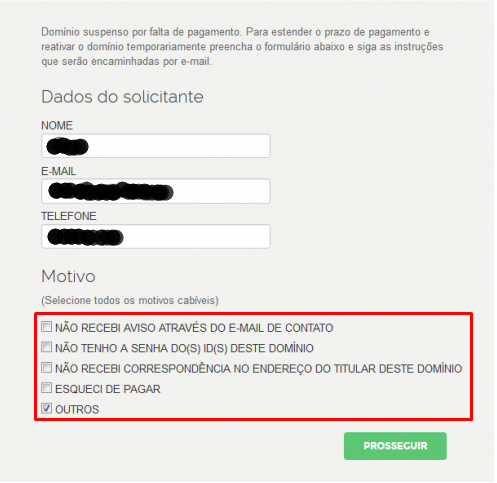 Domínio suspenso por falta de pagamento. Para estender o prazo de pagamento e
reativar o domínio temporariamente preencha o formulário abaixo e siga as instruções
que serão encaminhadas por e-mail.
Dados do solicitante
NOME
E-MAIL
TELEFONE
Motivo
(Selecione todos os motivos cabíveis)
NÃO RECEBI AVISO ATRAVÉS DO E-MAIL DE CONTATO
NÃO TENHO A SENHA DO(S) ID(S) DESTE DOMÍNIO
NÃO RECEBI CORRESPONDÊNCIA NO ENDEREÇO DO TITULAR DESTE DOMÍNIO
ESQUECI DE PAGAR
OUTROS
PROSSEGUIR